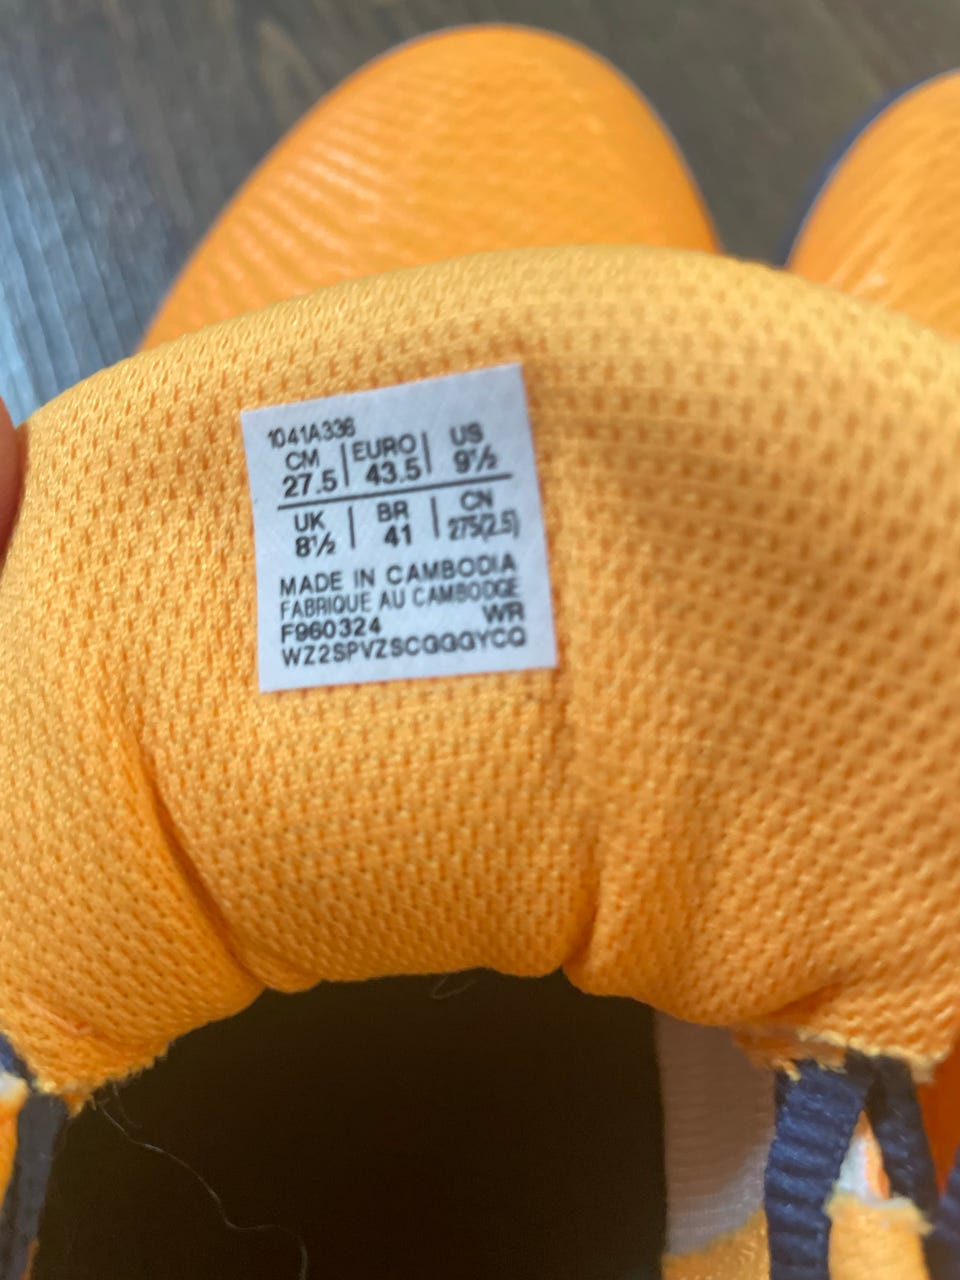 1041A336
CM | EURO | US
27.5 | 43.5 | 9½
UK | BR | CN
8½ | 41 | 275(2.5)
MADE IN CAMBODIA
FABRIQUE AU CAMBODGE
F960324 WR
WZ2SPVZSCQQQYCQ